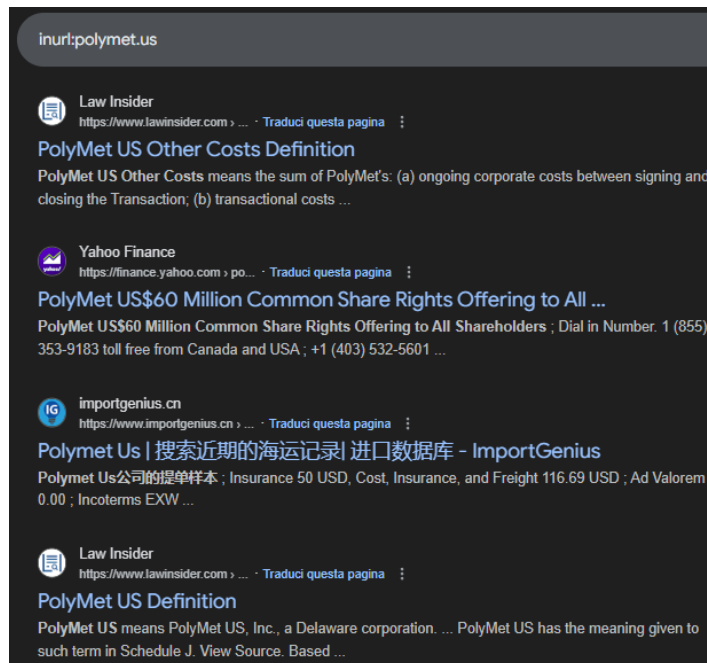 inurl:polymet.us
Law Insider
https://www.lawinsider.com › ... · Traduci questa pagina
PolyMet US Other Costs Definition
PolyMet US Other Costs means the sum of PolyMet's: (a) ongoing corporate costs between signing and
closing the Transaction; (b) transactional costs ...
Yahoo Finance
https://finance.yahoo.com › po... · Traduci questa pagina
PolyMet US$60 Million Common Share Rights Offering to All ...
PolyMet US$60 Million Common Share Rights Offering to All Shareholders ; Dial in Number. 1 (855)
353-9183 toll free from Canada and USA ; +1 (403) 532-5601 ...
IG
importgenius.cn
https://www.importgenius.cn › ... · Traduci questa pagina
Polymet Us | 搜索近期的海运记录| 进口数据库 - ImportGenius
Polymet Us公司的提单样本 ; Insurance 50 USD, Cost, Insurance, and Freight 116.69 USD ; Ad Valorem
0.00 ; Incoterms EXW ...
Law Insider
https://www.lawinsider.com › ... · Traduci questa pagina
PolyMet US Definition
PolyMet US means PolyMet US, Inc., a Delaware corporation. ... PolyMet US has the meaning given to
such term in Schedule J. View Source. Based ...